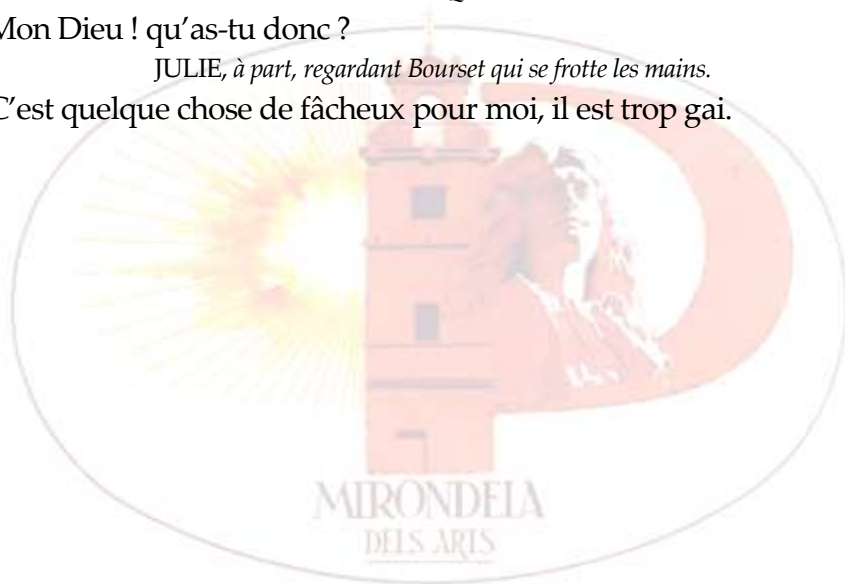 Mon Dieu ! qu’as-tu donc ?
JULIE, à part, regardant Bourset qui se frotte les mains.
C’est quelque chose de fâcheux pour moi, il est trop gai.
MIRONDELA
DELS ARTS